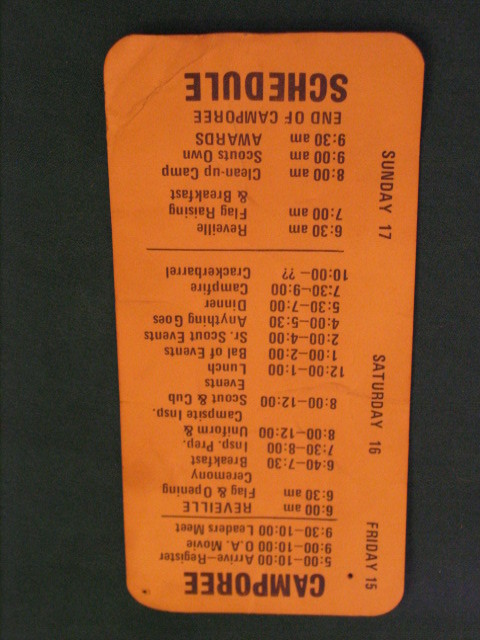 CAMPOREE
FRIDAY 15
5:00–10:00 Arrive–Register
9:00–10:00 O.A. Movie
9:30–10:00 Leaders Meet
SATURDAY 16
6:00 am REVEILLE
6:30 am Flag & Opening
Ceremony
6:40–7:30 Breakfast
7:30–8:00 Insp. Prep.
8:00–12:00 Uniform &
Campsite Insp.
8:00–12:00 Scout & Cub
Events
12:00–1:00 Lunch
1:00–2:00 Bal of Events
2:00–4:00 Sr. Scout Events
4:00–5:30 Anything Goes
5:30–7:00 Dinner
7:30–9:00 Campfire
10:00– ?? Crackerbarrel
SUNDAY 17
6:30 am Reveille
7:00 am Flag Raising
& Breakfast
8:00 am Clean-up Camp
9:00 am Scouts Own
9:30 am AWARDS
END OF CAMPOREE
SCHEDULE